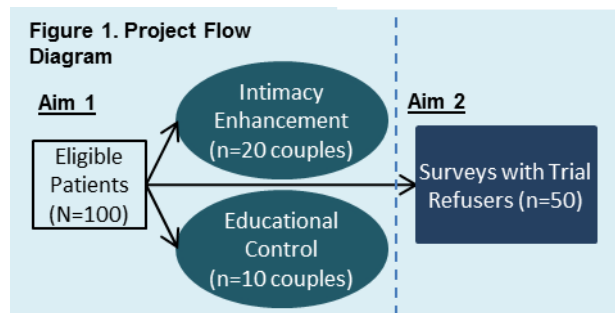 Figure 1. Project Flow
Diagram
Aim 1
Eligible
Patients
(N=100)
Intimacy
Enhancement
(n=20 couples)
Educational
Control
(n=10 couples)
Aim 2
Surveys with Trial
Refusers (n=50)